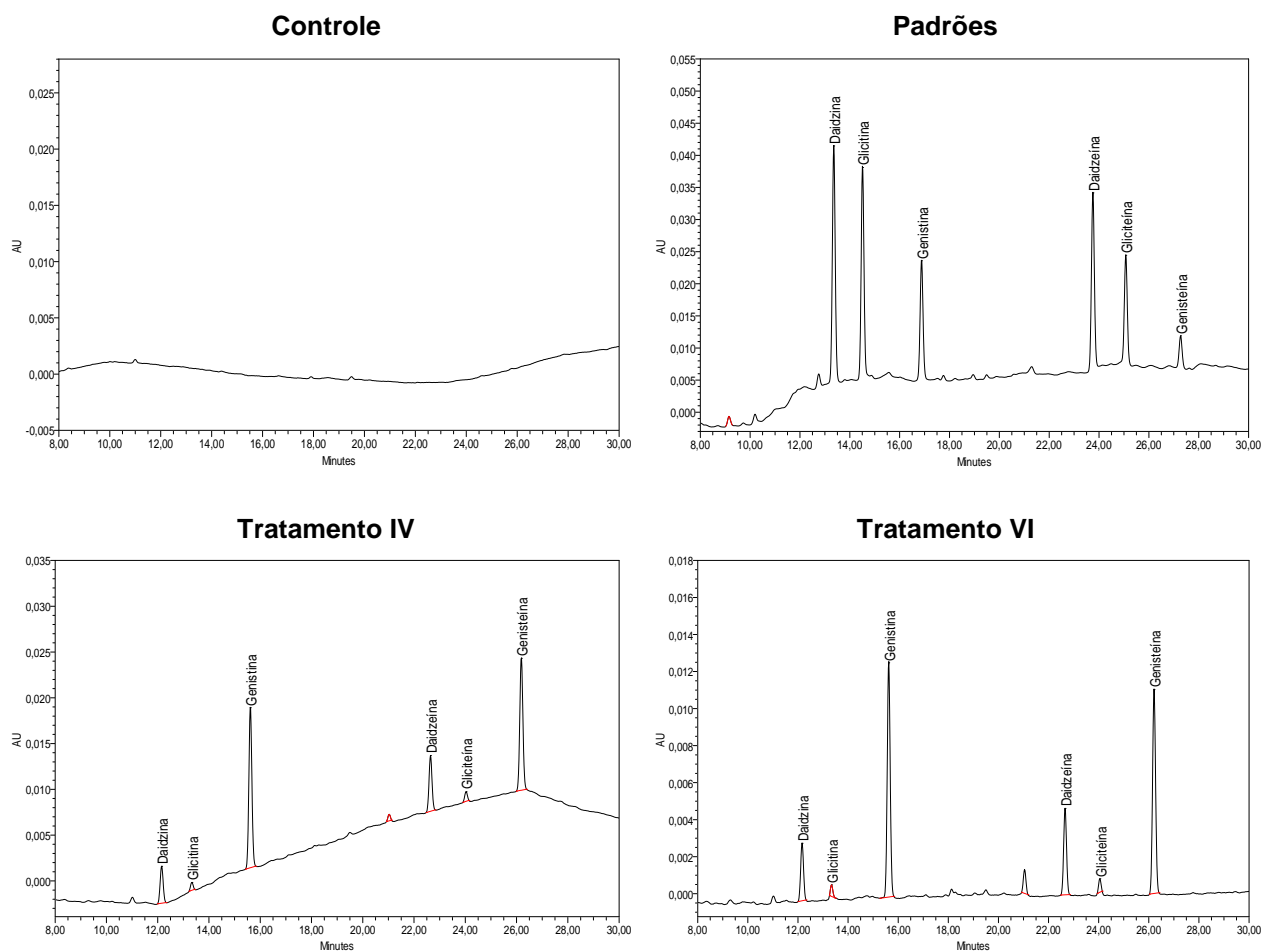 Controle
0,025
0,020
0,015
0,010
0,005
0,000
-0,005
AU
8,00 10,00 12,00 14,00 16,00 18,00 20,00 22,00 24,00 26,00 28,00 30,00
Minutes
Padrões
0,055
0,050
0,045
0,040
0,035
0,030
0,025
0,020
0,015
0,010
0,005
0,000
AU
Daidzina
Glicitina
Genistina
Daidzeína
Gliciteína
Genisteína
8,00 10,00 12,00 14,00 16,00 18,00 20,00 22,00 24,00 26,00 28,00 30,00
Minutes
Tratamento IV
0,035
0,030
0,025
0,020
0,015
0,010
0,005
0,000
AU
Daidzina
Glicitina
Genistina
Daidzeína
Gliciteína
Genisteína
8,00 10,00 12,00 14,00 16,00 18,00 20,00 22,00 24,00 26,00 28,00 30,00
Minutes
Tratamento VI
0,018
0,016
0,014
0,012
0,010
0,008
0,006
0,004
0,002
0,000
AU
Daidzina
Glicitina
Genistina
Daidzeína
Gliciteína
Genisteína
8,00 10,00 12,00 14,00 16,00 18,00 20,00 22,00 24,00 26,00 28,00 30,00
Minutes